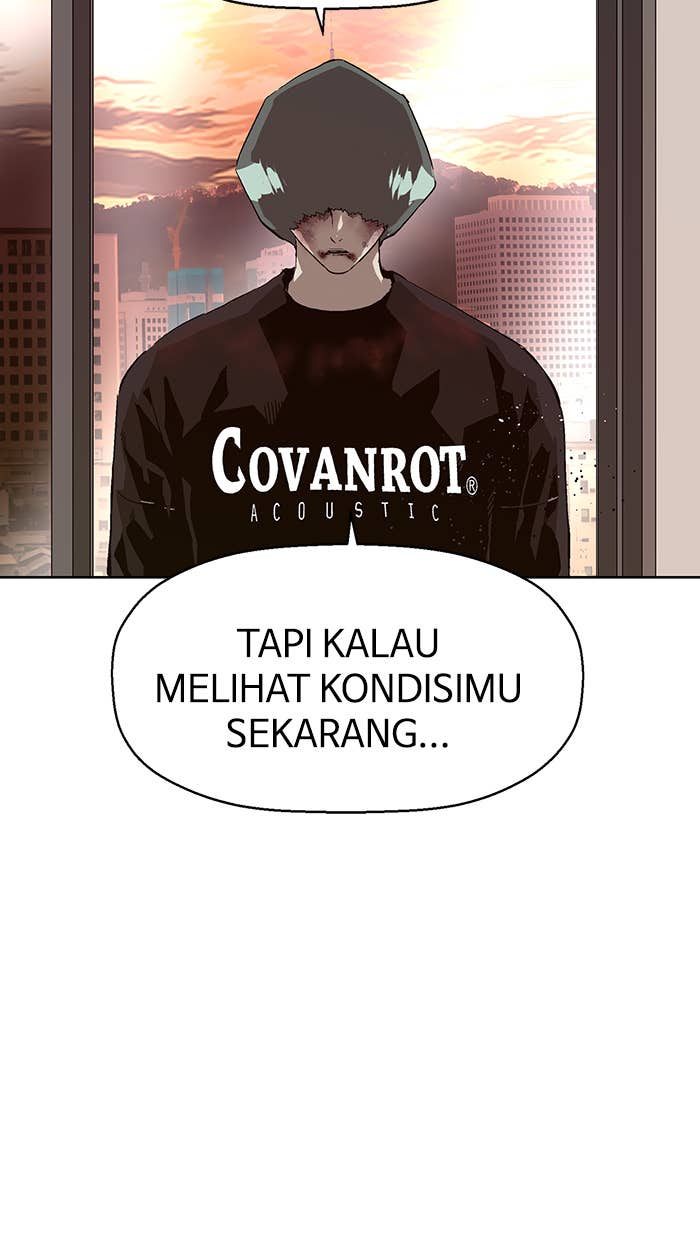 COVANROT®
ACOUSTIC
TAPI KALAU
MELIHAT KONDISIMU
SEKARANG...